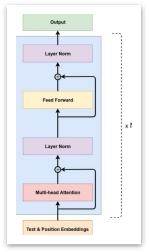 Output
Layer Norm
Feed Forward
Layer Norm
Multi-head Attention
Text & Position Embeddings
x t